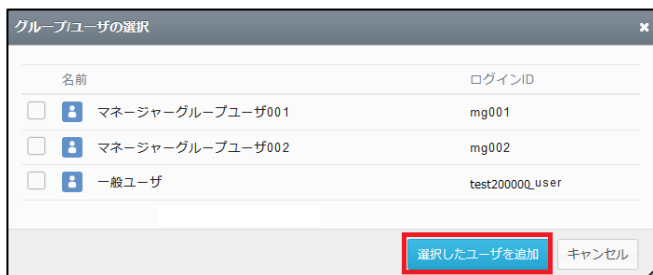 グループ/ユーザの選択 ×
名前 ログインID
マネージャーグループユーザ001 mg001
マネージャーグループユーザ002 mg002
一般ユーザ test200000_user
選択したユーザを追加 キャンセル